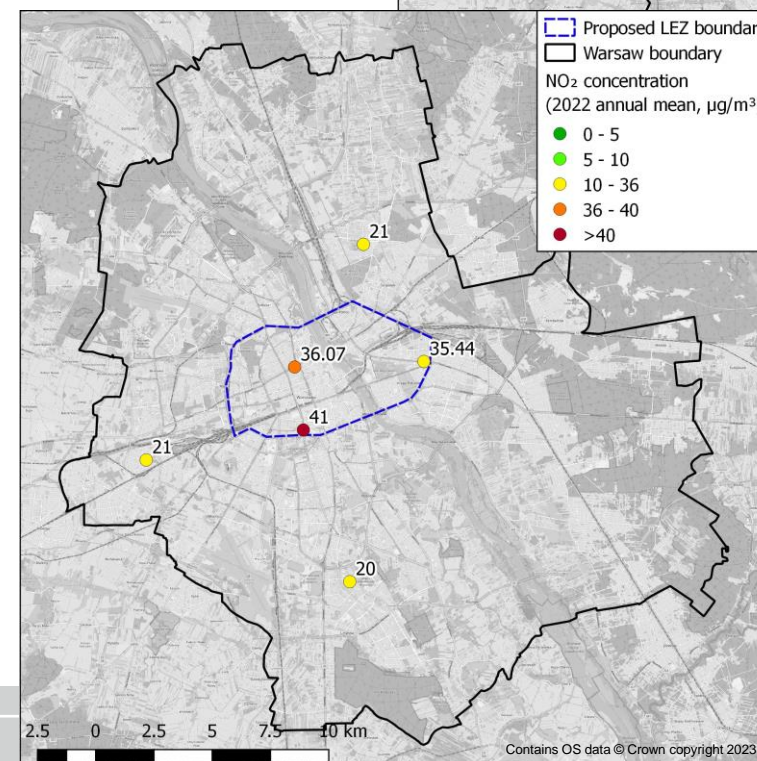 Proposed LEZ boundar
Warsaw boundary
NO₂ concentration
(2022 annual mean, µg/m³
0 - 5
5 - 10
10 - 36
36 - 40
>40
21
36.07
35.44
41
21
20
2.5 0 2.5 5 7.5 10 km
Contains OS data © Crown copyright 2023